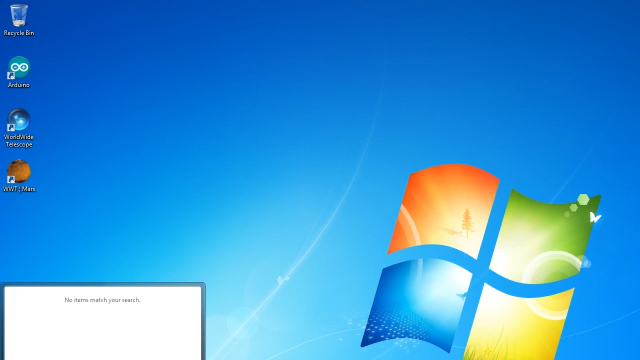 Recycle Bin
Arduino
WorldWide
Telescope
WWT | Mars
No items match your search.